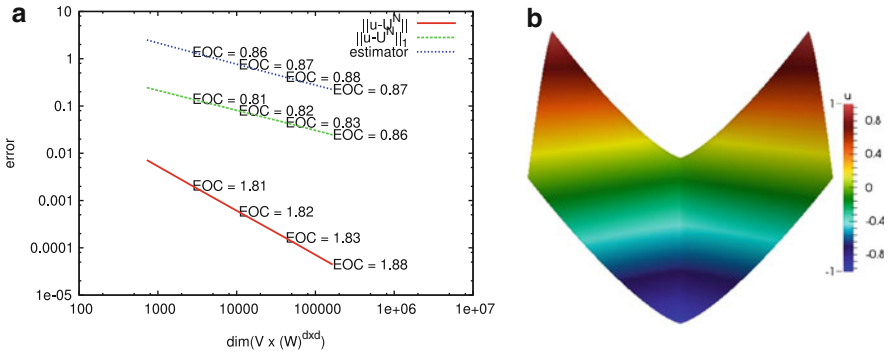 a
||u-U^N||
||u-U^N||_1
estimator
10
1
0.1
0.01
0.001
0.0001
1e-05
error
EOC = 0.86
EOC = 0.87
EOC = 0.88
EOC = 0.87
EOC = 0.81
EOC = 0.82
EOC = 0.83
EOC = 0.86
EOC = 1.81
EOC = 1.82
EOC = 1.83
EOC = 1.88
100 1000 10000 100000 1e+06 1e+07
dim(V x (W)^dxd)
b
u
1
0.8
0.4
0
-0.4
-0.8
-1